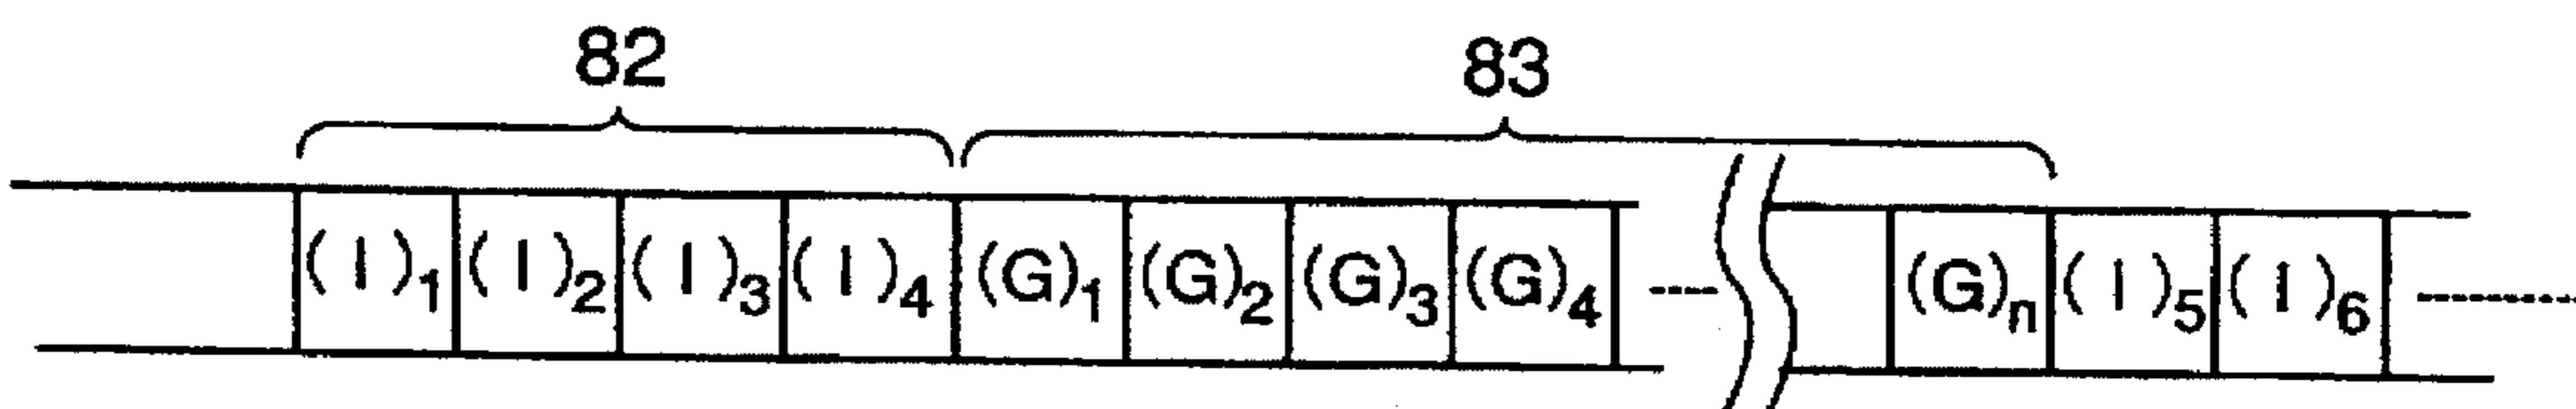 82 83
(I)₁ (I)₂ (I)₃ (I)₄ (G)₁ (G)₂ (G)₃ (G)₄ (G)ₙ (I)₅ (I)₆